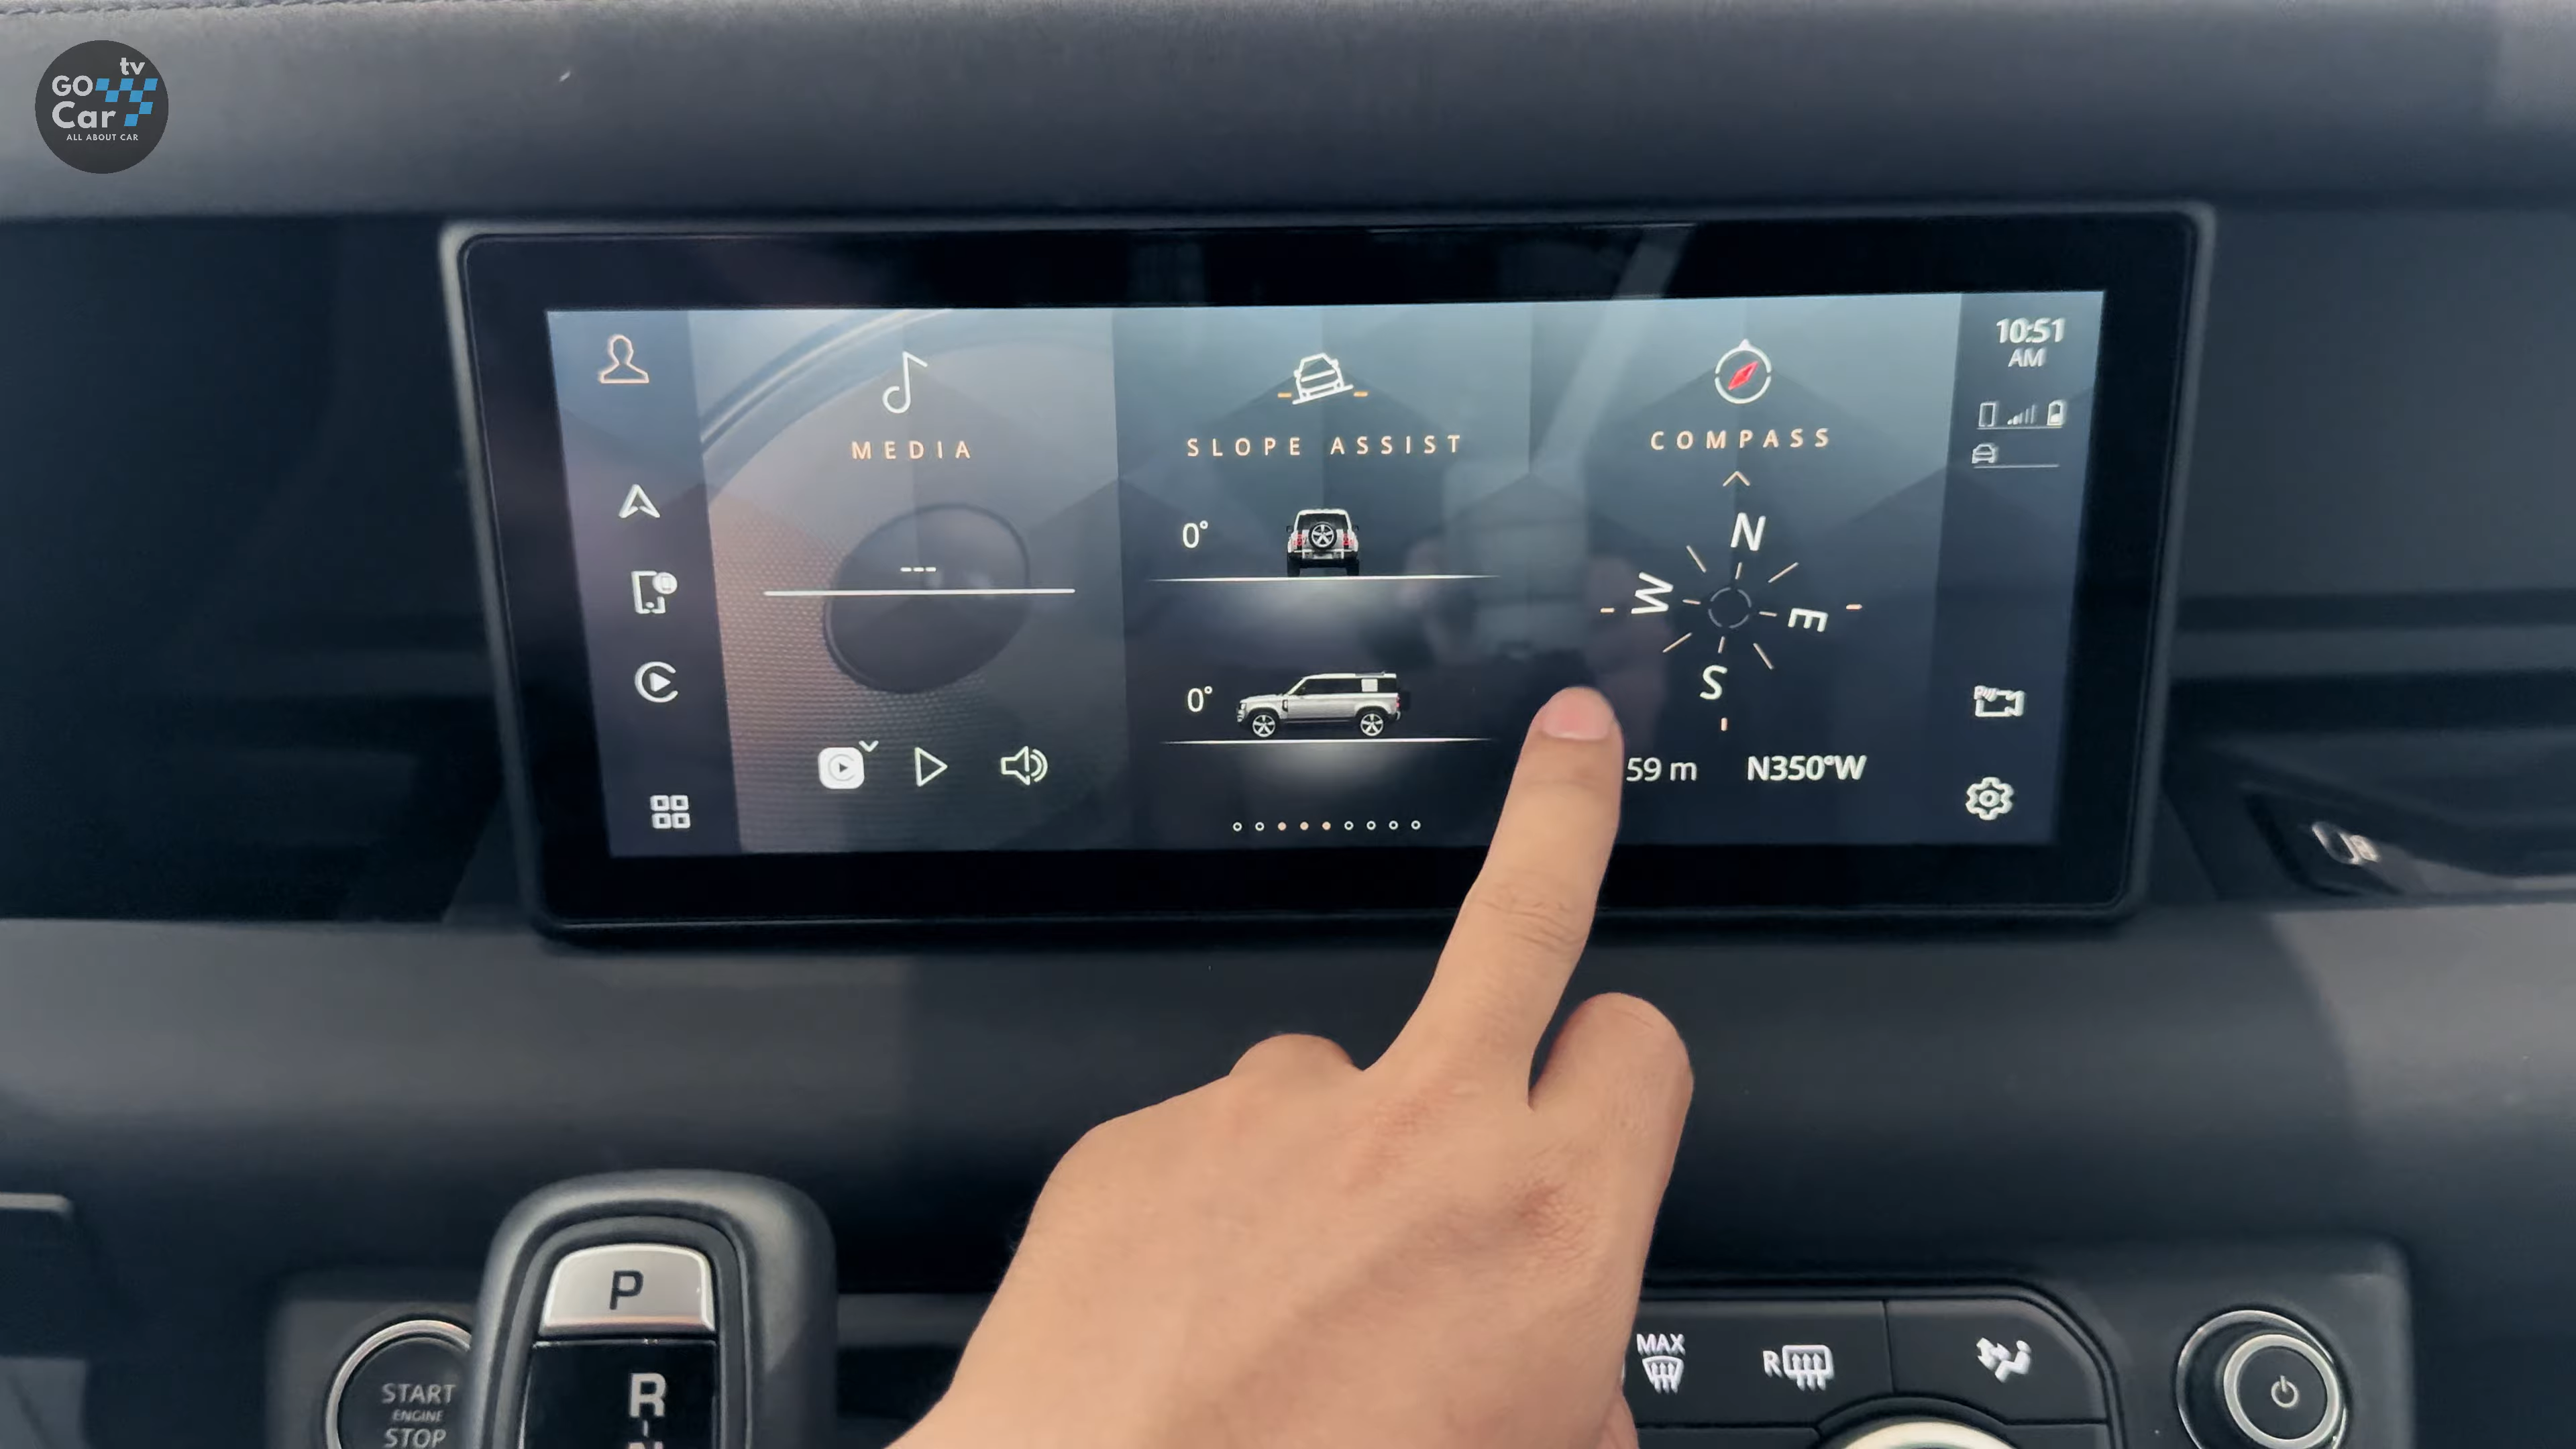 tv
GO
Car
ALL ABOUT CAR
10:51
AM
MEDIA
SLOPE ASSIST
COMPASS
0°
N
W
E
---
0°
S
59 m
N350°W
P
R
START
ENGINE
STOP
MAX
R